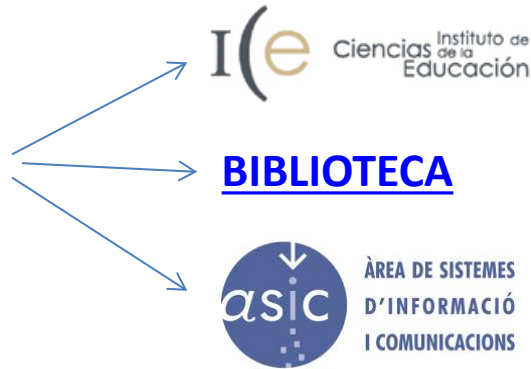 I(e Ciencias Instituto de
de la
Educación
BIBLIOTECA
asic ÀREA DE SISTEMES
D'INFORMACIÓ
I COMUNICACIONS